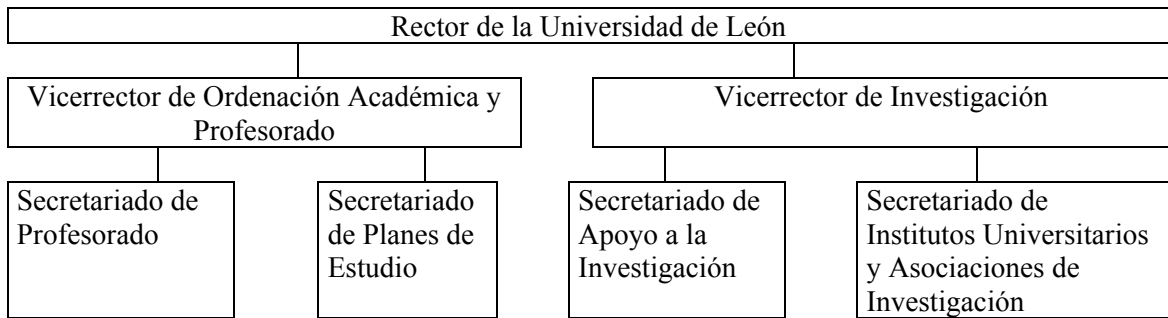 Rector de la Universidad de León
Vicerrector de Ordenación Académica y
Profesorado
Vicerrector de Investigación
Secretariado de
Profesorado
Secretariado
de Planes de
Estudio
Secretariado de
Apoyo a la
Investigación
Secretariado de
Institutos Universitarios
y Asociaciones de
Investigación